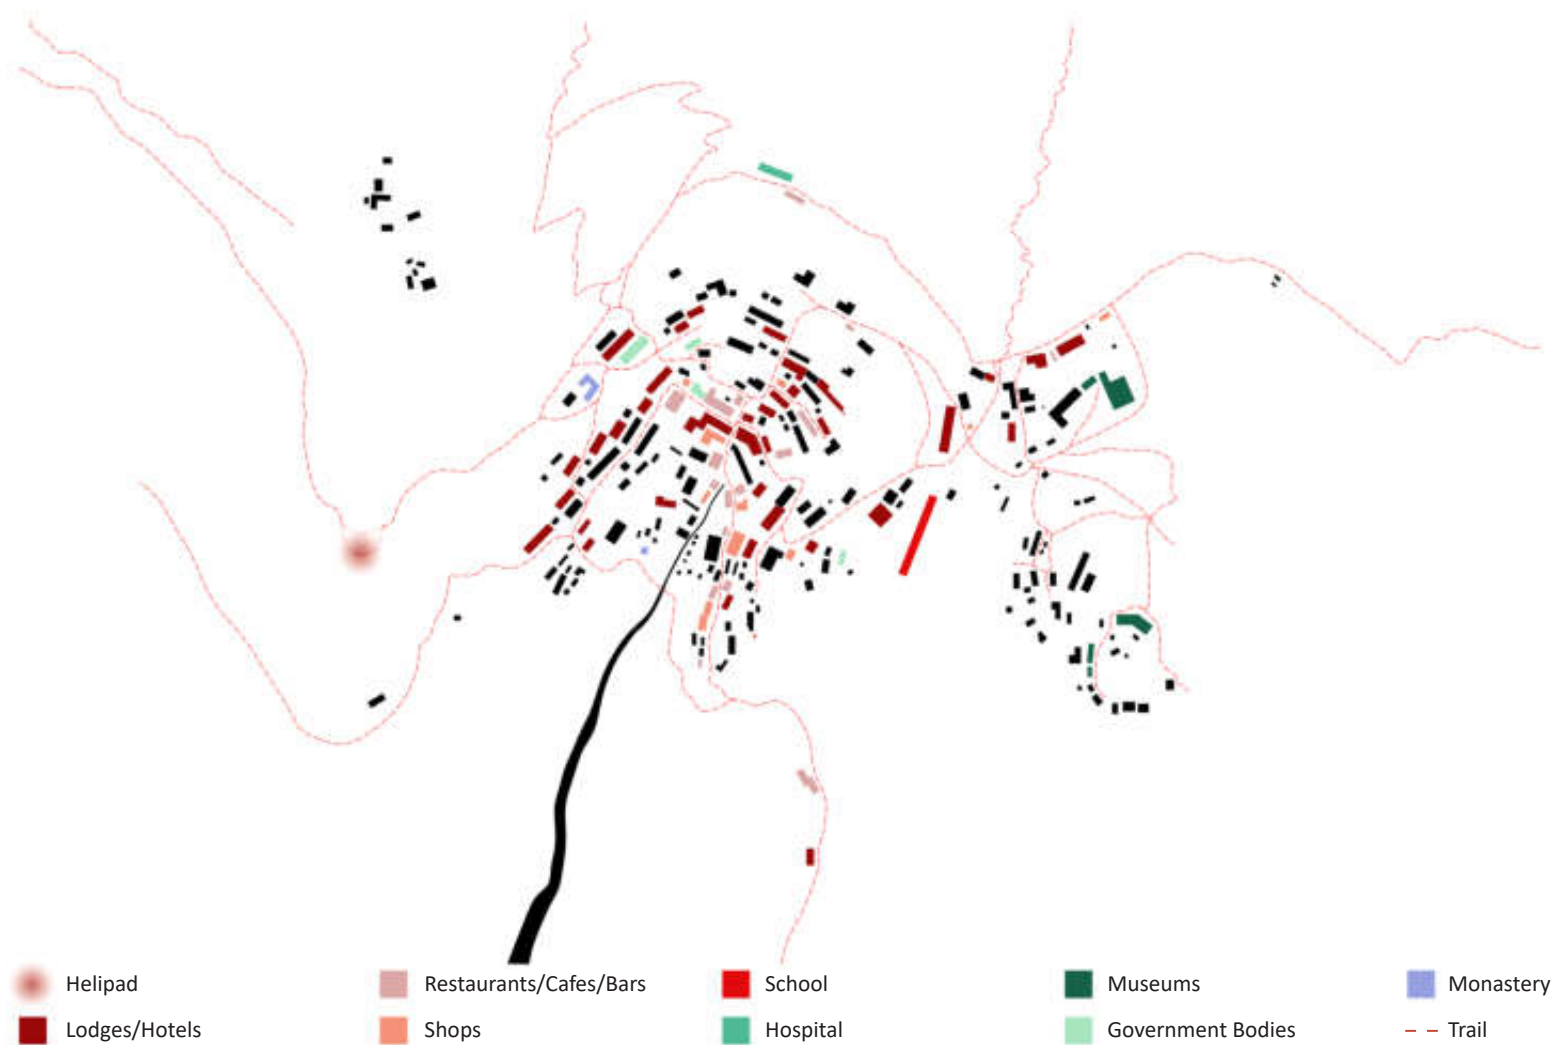 Helipad
Restaurants/Cafes/Bars
School
Museums
Monastery
Lodges/Hotels
Shops
Hospital
Government Bodies
Trail